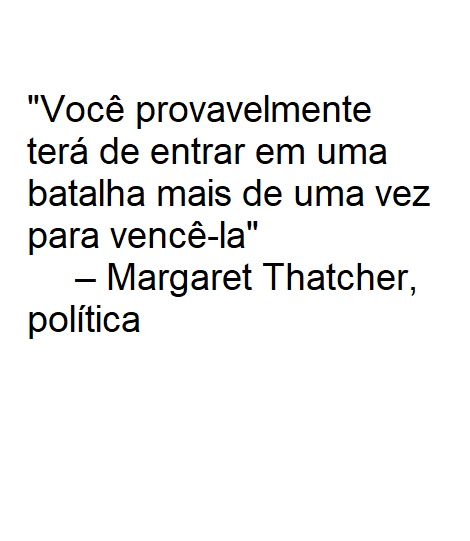 "Você provavelmente
terá de entrar em uma
batalha mais de uma vez
para vencê-la"
– Margaret Thatcher,
política